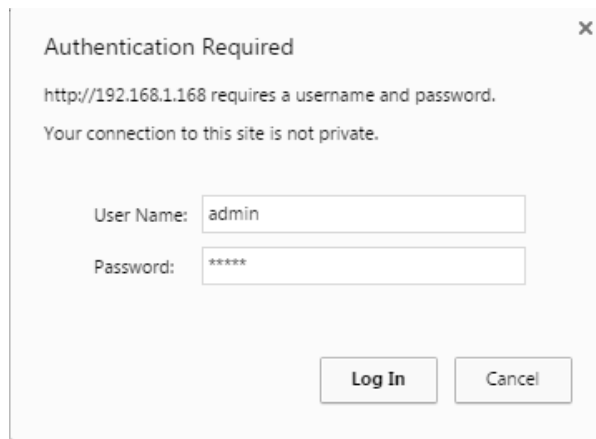 Authentication Required
http://192.168.1.168 requires a username and password.
Your connection to this site is not private.
User Name: admin
Password: *****
Log In Cancel